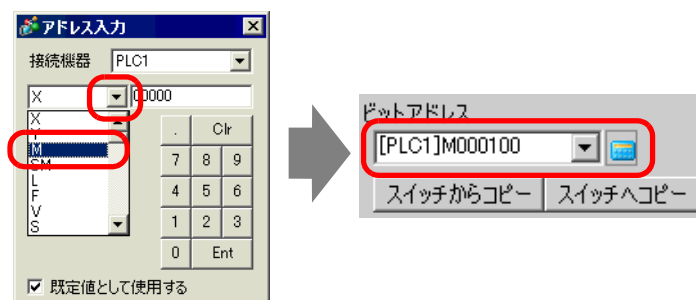 アドレス入力
接続機器 PLC1
X 00000
X
Y
M
SM
L
F
V
S
. Clr
7 8 9
4 5 6
1 2 3
0 Ent
既定値として使用する
ビットアドレス
[PLC1]M000100
スイッチからコピー スイッチへコピー